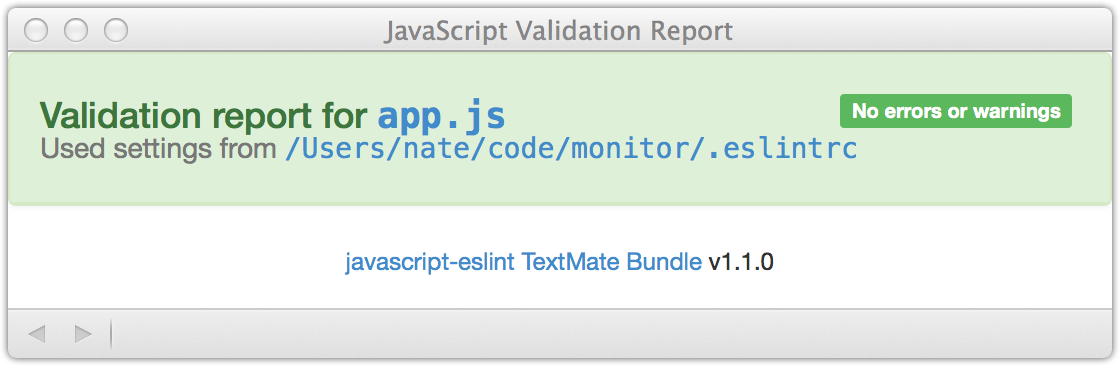 JavaScript Validation Report
Validation report for app.js
No errors or warnings
Used settings from /Users/nate/code/monitor/.eslintrc
javascript-eslint TextMate Bundle v1.1.0